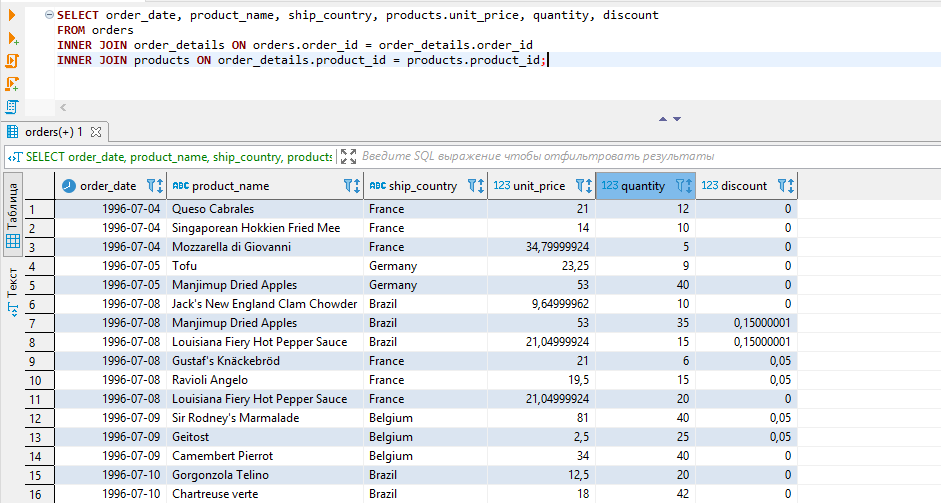 SELECT order_date, product_name, ship_country, products.unit_price, quantity, discount
FROM orders
INNER JOIN order_details ON orders.order_id = order_details.order_id
INNER JOIN products ON order_details.product_id = products.product_id;
orders(+) 1
SELECT order_date, product_name, ship_country, products Введите SQL выражение чтобы отфильтровать результаты
Таблица
Текст
order_date ABC product_name ABC ship_country 123 unit_price 123 quantity 123 discount
1 1996-07-04 Queso Cabrales France 21 12 0
2 1996-07-04 Singaporean Hokkien Fried Mee France 14 10 0
3 1996-07-04 Mozzarella di Giovanni France 34,79999924 5 0
4 1996-07-05 Tofu Germany 23,25 9 0
5 1996-07-05 Manjimup Dried Apples Germany 53 40 0
6 1996-07-08 Jack's New England Clam Chowder Brazil 9,64999962 10 0
7 1996-07-08 Manjimup Dried Apples Brazil 53 35 0,15000001
8 1996-07-08 Louisiana Fiery Hot Pepper Sauce Brazil 21,04999924 15 0,15000001
9 1996-07-08 Gustaf's Knäckebröd France 21 6 0,05
10 1996-07-08 Ravioli Angelo France 19,5 15 0,05
11 1996-07-08 Louisiana Fiery Hot Pepper Sauce France 21,04999924 20 0
12 1996-07-09 Sir Rodney's Marmalade Belgium 81 40 0,05
13 1996-07-09 Geitost Belgium 2,5 25 0,05
14 1996-07-09 Camembert Pierrot Belgium 34 40 0
15 1996-07-10 Gorgonzola Telino Brazil 12,5 20 0
16 1996-07-10 Chartreuse verte Brazil 18 42 0